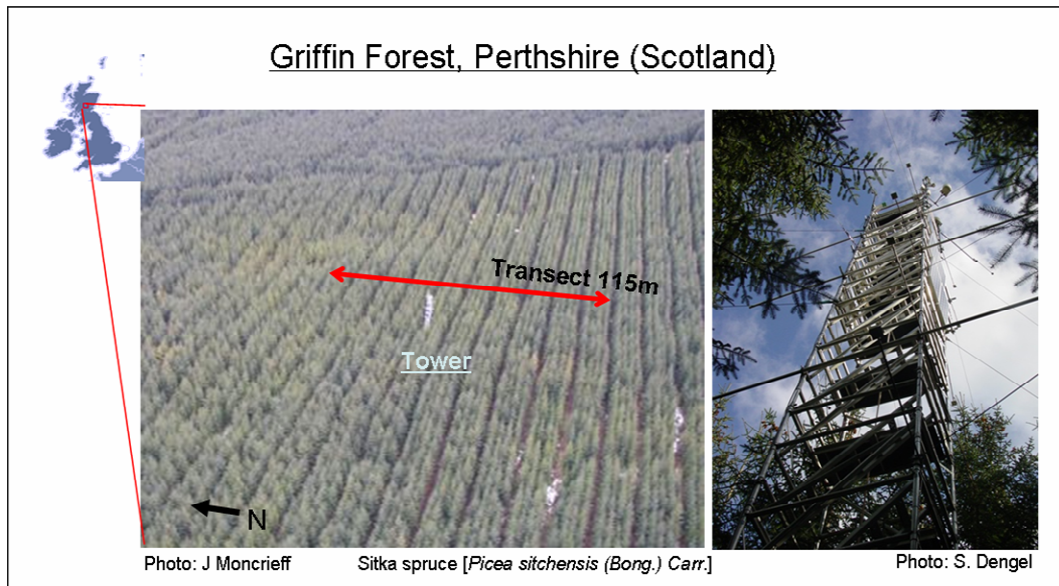 Griffin Forest, Perthshire (Scotland)
Transect 115m
Tower
N
Photo: J Moncrieff
Sitka spruce [Picea sitchensis (Bong.) Carr.]
Photo: S. Dengel